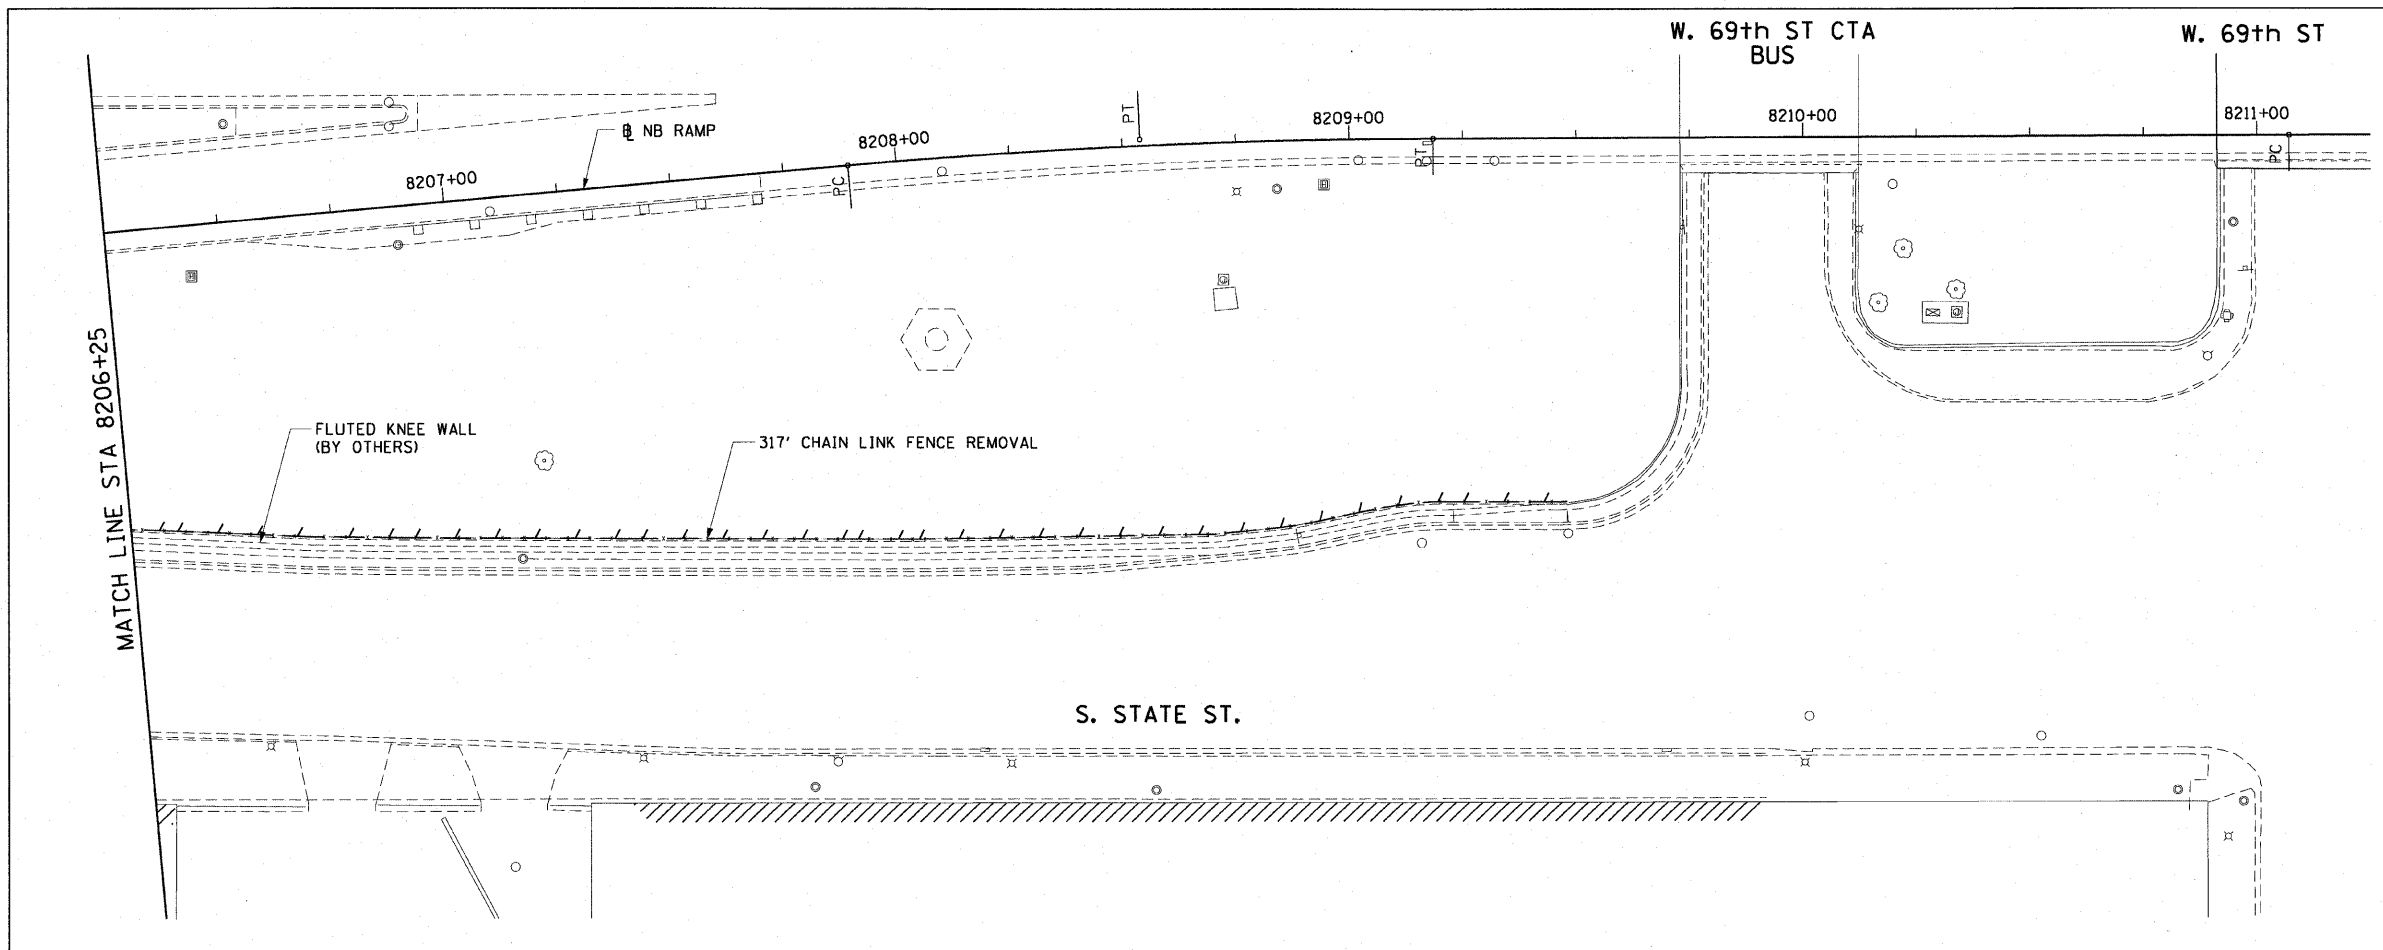 W. 69th ST CTA
BUS
W. 69th ST
PT
8209+00
8210+00
8211+00
℄ NB RAMP
8208+00
PT
PC
8207+00
PC
MATCH LINE STA 8206+25
FLUTED KNEE WALL
(BY OTHERS)
317' CHAIN LINK FENCE REMOVAL
S. STATE ST.